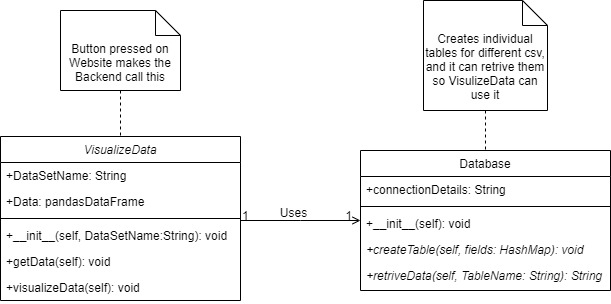 Button pressed on
Website makes the
Backend call this
Creates individual
tables for different csv,
and it can retrive them
so VisulizeData can
use it
VisualizeData
+DataSetName: String
+Data: pandasDataFrame
+__init__(self, DataSetName:String): void
+getData(self): void
+visualizeData(self): void
1
Uses
1
Database
+connectionDetails: String
+__init__(self): void
+createTable(self, fields: HashMap): void
+retriveData(self, TableName: String): String